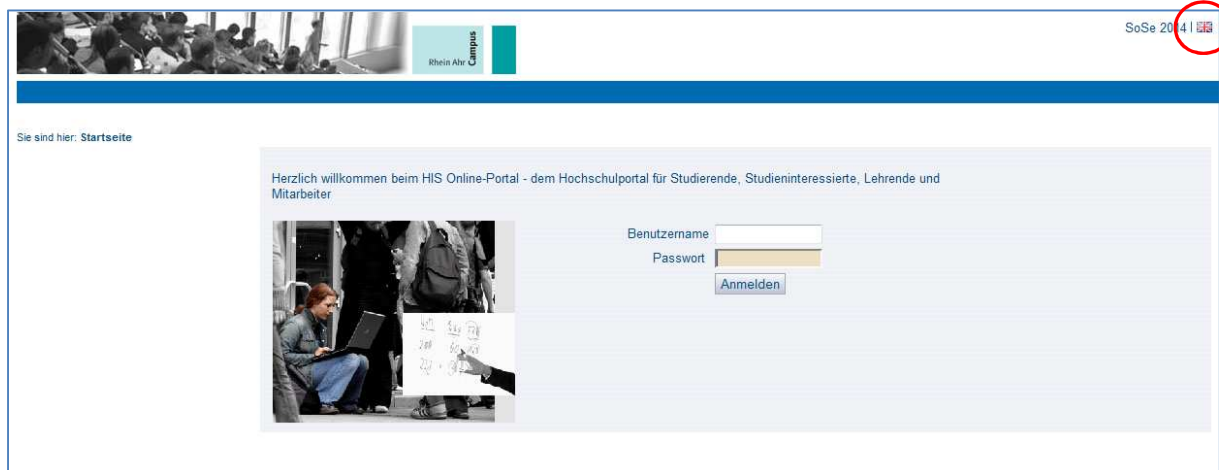 SoSe 2014 |
Rhein Ahr Campus
Sie sind hier: Startseite
Herzlich willkommen beim HIS Online-Portal - dem Hochschulportal für Studierende, Studieninteressierte, Lehrende und
Mitarbeiter
Benutzername
Passwort
Anmelden